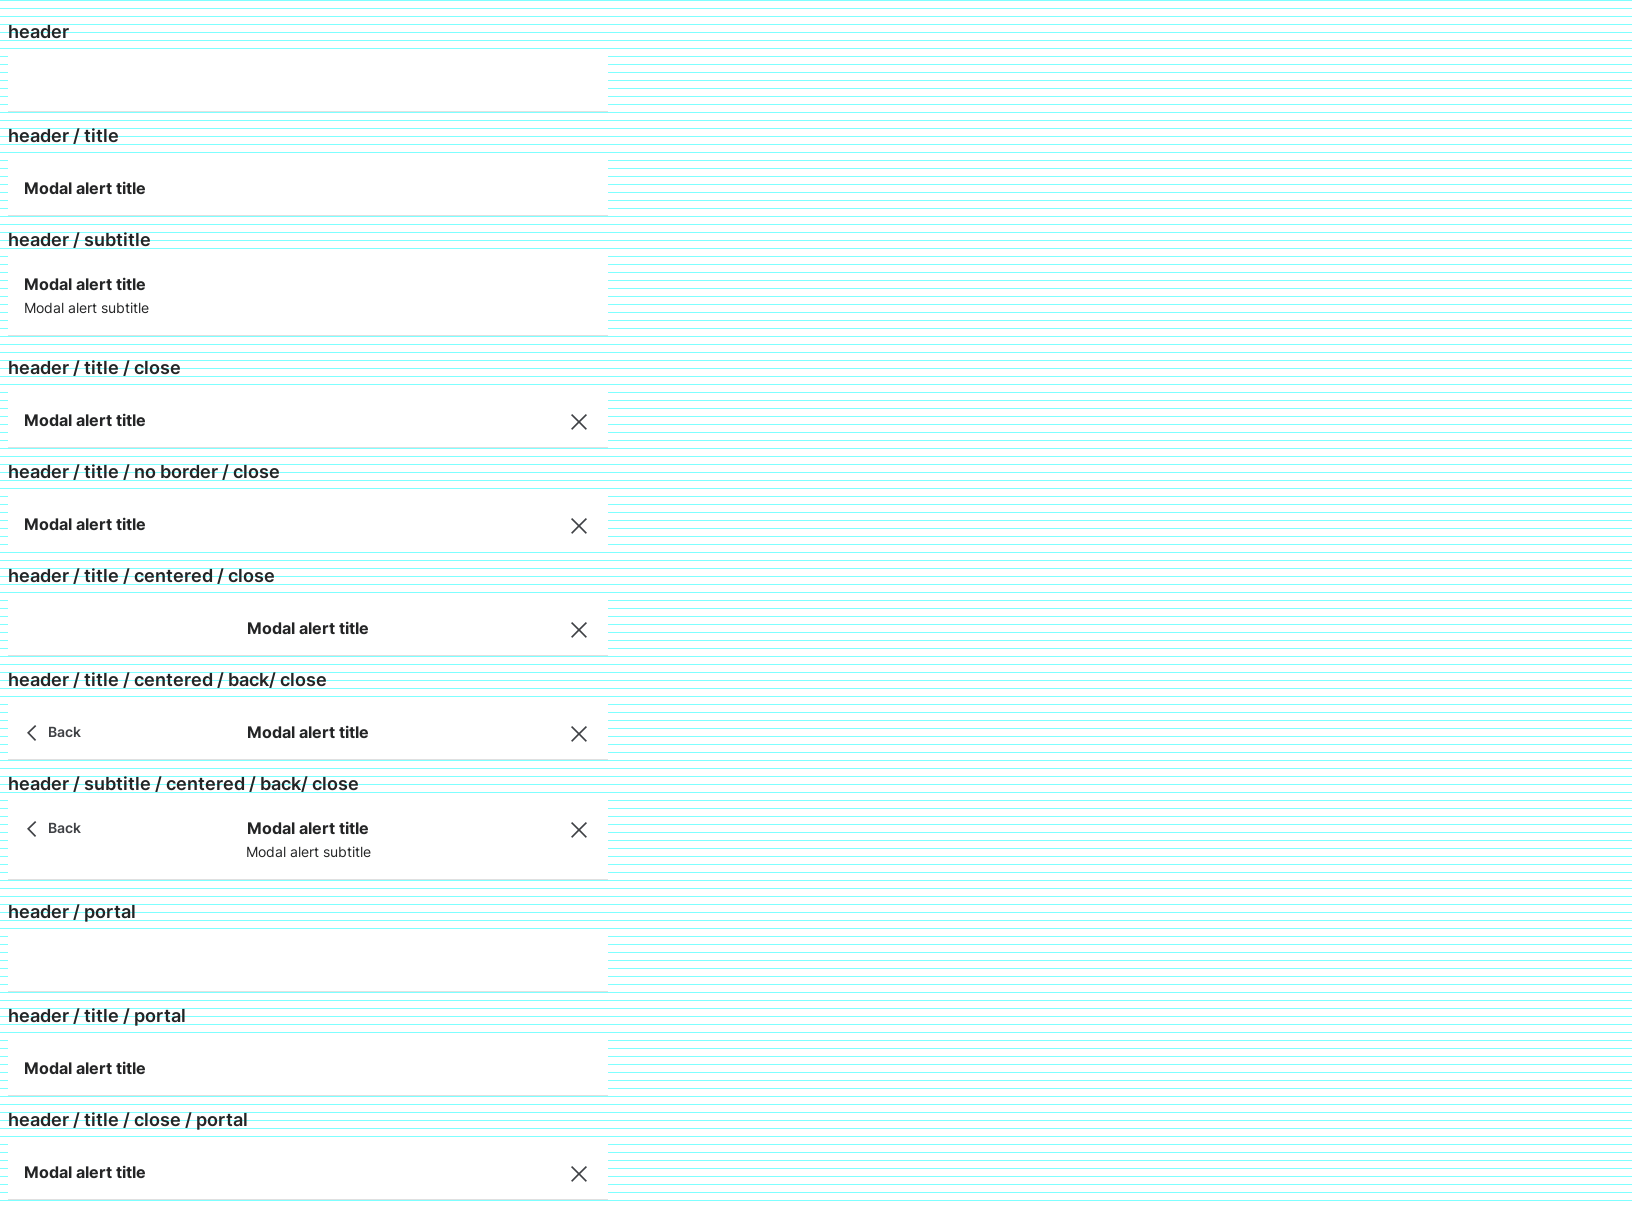 header
header / title
Modal alert title
header / subtitle
Modal alert title
Modal alert subtitle
header / title / close
Modal alert title
header / title / no border / close
Modal alert title
header / title / centered / close
Modal alert title
header / title / centered / back/ close
Back Modal alert title
header / subtitle / centered / back/ close
Back Modal alert title
Modal alert subtitle
header / portal
header / title / portal
Modal alert title
header / title / close / portal
Modal alert title